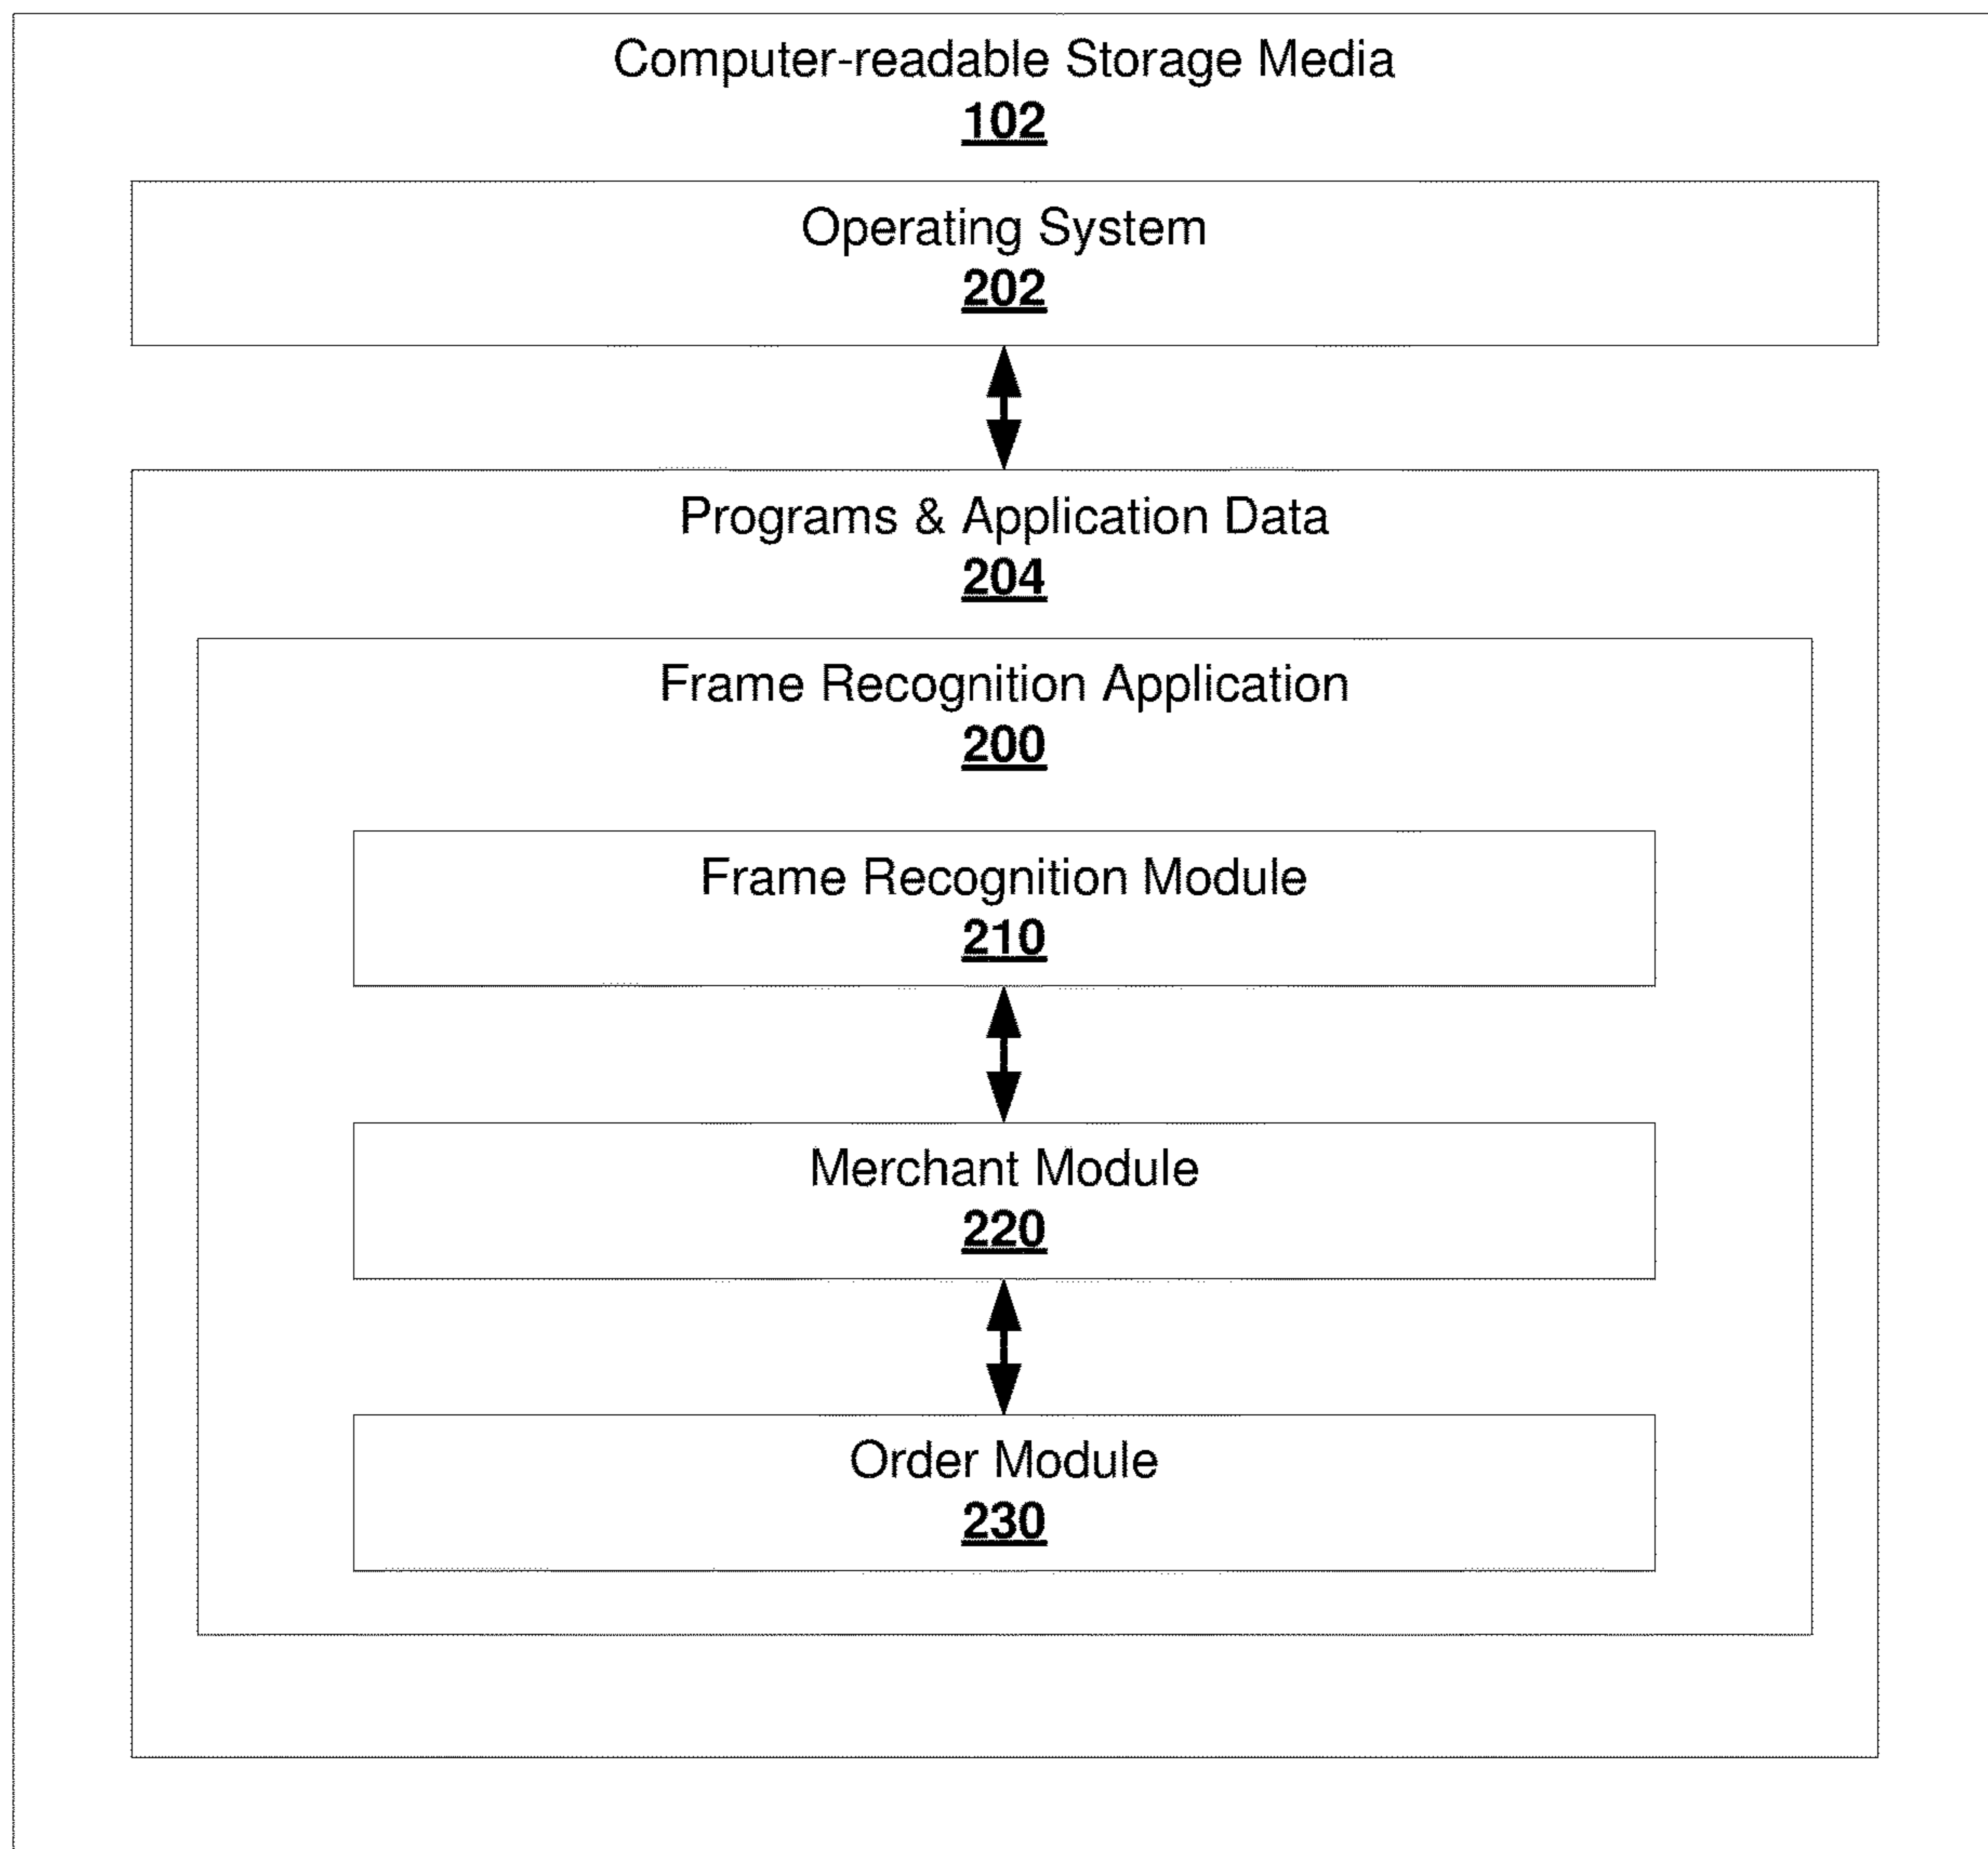 Computer-readable Storage Media
102
Operating System
202
Programs & Application Data
204
Frame Recognition Application
200
Frame Recognition Module
210
Merchant Module
220
Order Module
230